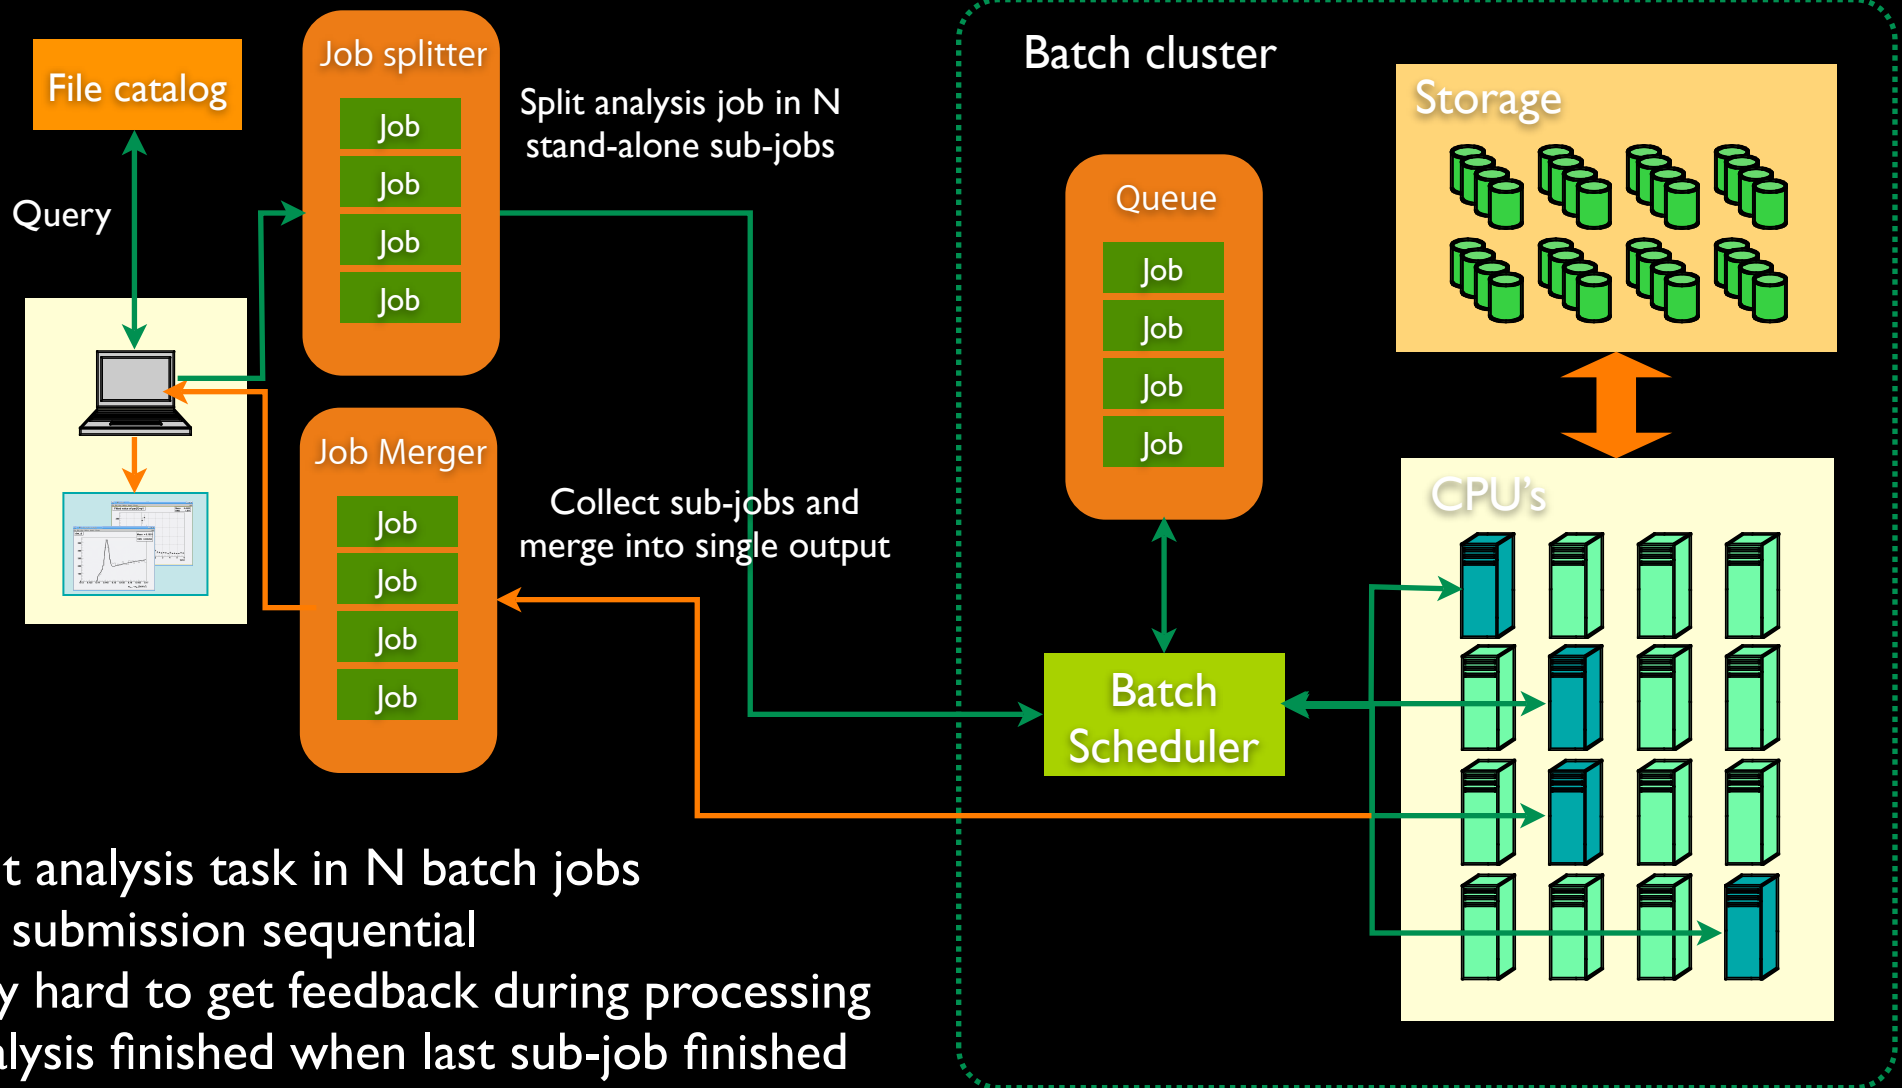 File catalog
Query
Job splitter
Job
Job
Job
Job
Split analysis job in N
stand-alone sub-jobs
Job Merger
Job
Job
Job
Job
Collect sub-jobs and
merge into single output
Batch cluster
Queue
Job
Job
Job
Job
Batch
Scheduler
Storage
CPU's
t analysis task in N batch jobs
submission sequential
y hard to get feedback during processing
alysis finished when last sub-job finished